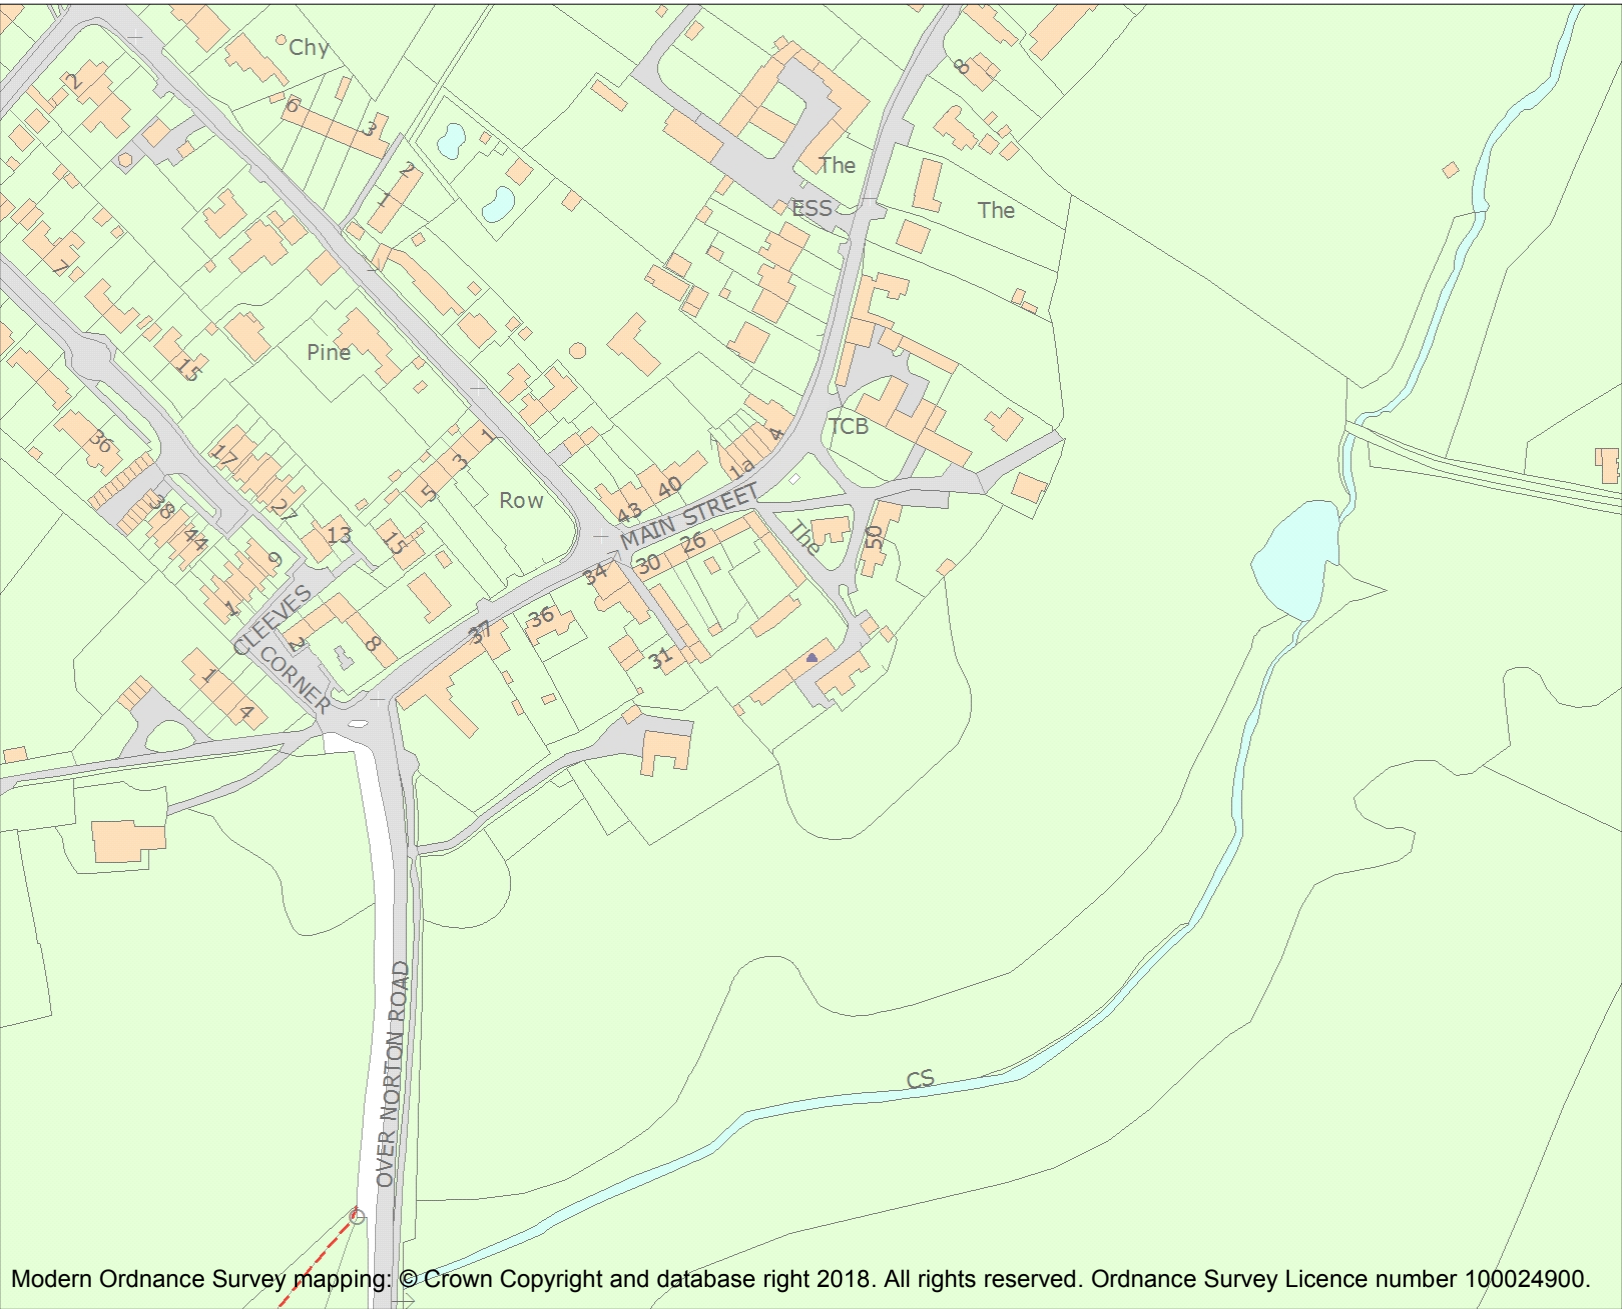 Chy
8
2
6
3
The
2
1
ESS
The
7
Pine
15
TCB
4
36
17
1
3
5
1a
40
Row
43
MAIN STREET
38
27
44
13
15
9
26
30
The
50
34
1
CLEEVES
CORNER
2
8
37
36
31
1
4
OVER NORTON ROAD
CS
Modern Ordnance Survey mapping: © Crown Copyright and database right 2018. All rights reserved. Ordnance Survey Licence number 100024900.